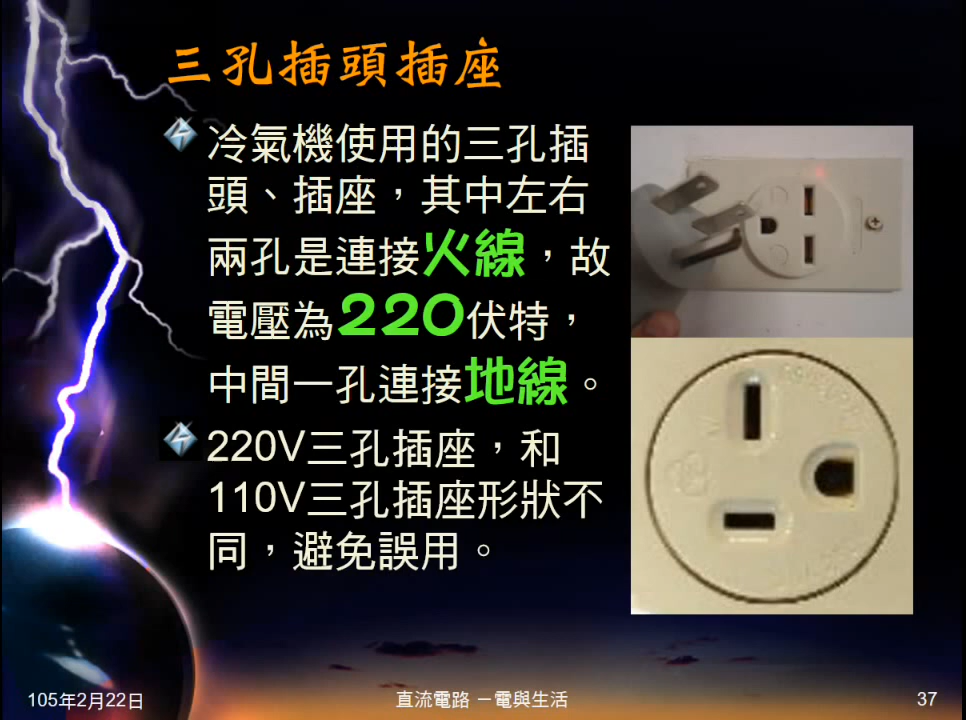 三孔插頭插座
冷氣機使用的三孔插
頭、插座，其中左右
兩孔是連接火線，故
電壓為220伏特，
中間一孔連接地線。
220V三孔插座，和
110V三孔插座形狀不
同，避免誤用。
105年2月22日
直流電路 －電與生活
37